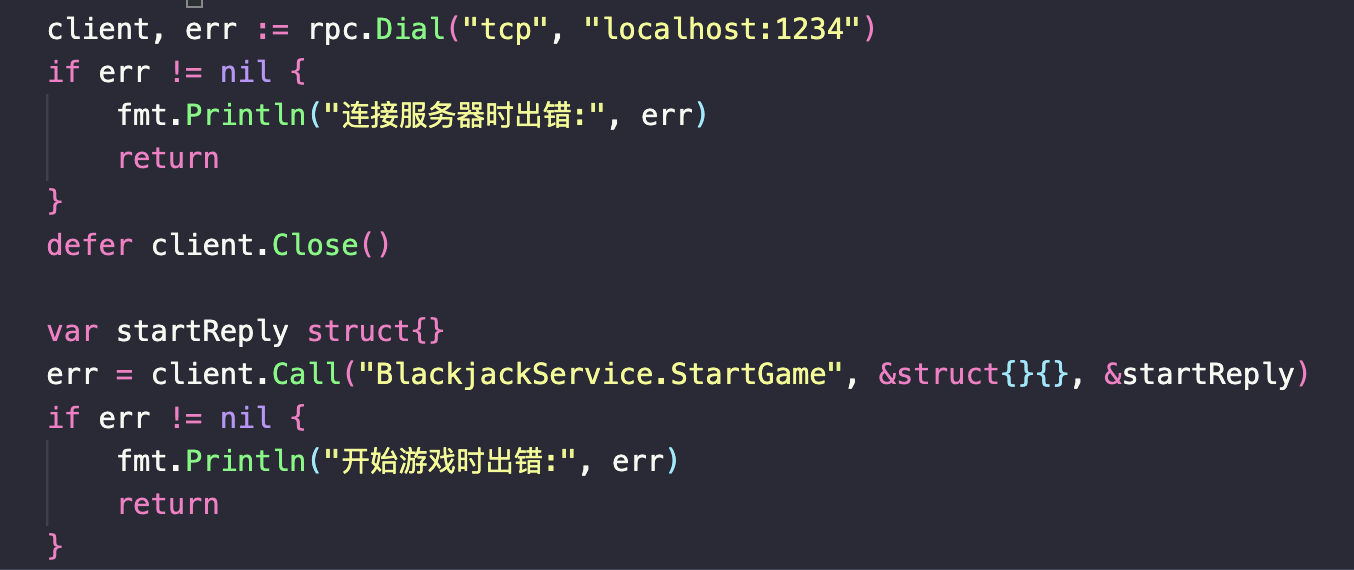 client, err := rpc.Dial("tcp", "localhost:1234")
if err != nil {
    fmt.Println("连接服务器时出错:", err)
    return
}
defer client.Close()

var startReply struct{}
err = client.Call("BlackjackService.StartGame", &struct{}{}, &startReply)
if err != nil {
    fmt.Println("开始游戏时出错:", err)
    return
}